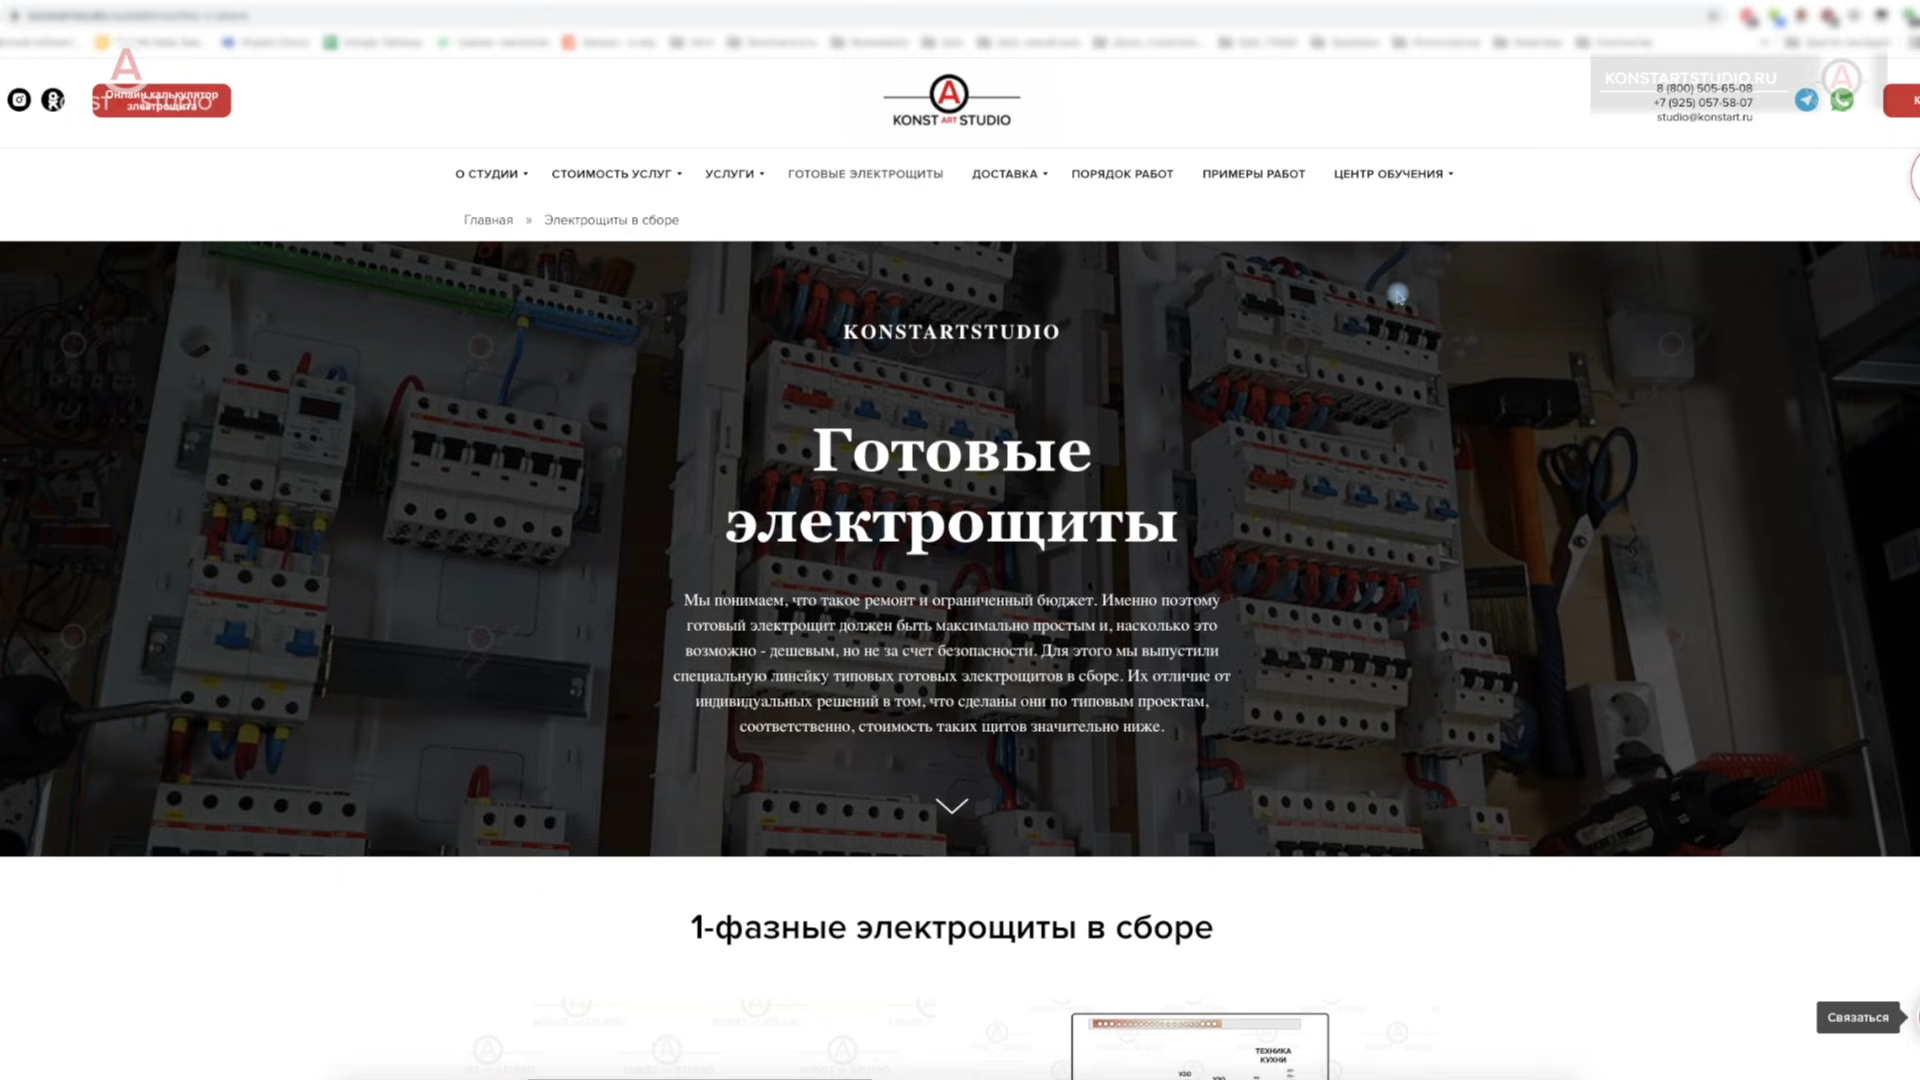 Онлайн калькулятор
электрощита
KONST ART STUDIO
KONSTARTSTUDIO.RU
8 (800) 505-65-08
+7 (925) 057-58-07
studio@konstart.ru
О СТУДИИ СТОИМОСТЬ УСЛУГ УСЛУГИ ГОТОВЫЕ ЭЛЕКТРОЩИТЫ ДОСТАВКА ПОРЯДОК РАБОТ ПРИМЕРЫ РАБОТ ЦЕНТР ОБУЧЕНИЯ
Главная » Электрощиты в сборе
KONSTARTSTUDIO
Готовые
электрощиты
Мы понимаем, что такое ремонт и ограниченный бюджет. Именно поэтому
готовый электрощит должен быть максимально простым и, насколько это
возможно - дешевым, но не за счет безопасности. Для этого мы выпустили
специальную линейку типовых готовых электрощитов в сборе. Их отличие от
индивидуальных решений в том, что сделаны они по типовым проектам,
соответственно, стоимость таких щитов значительно ниже.
1-фазные электрощиты в сборе
Связаться
ТЕХНИКА
КУХНИ
УЗО
УЗО